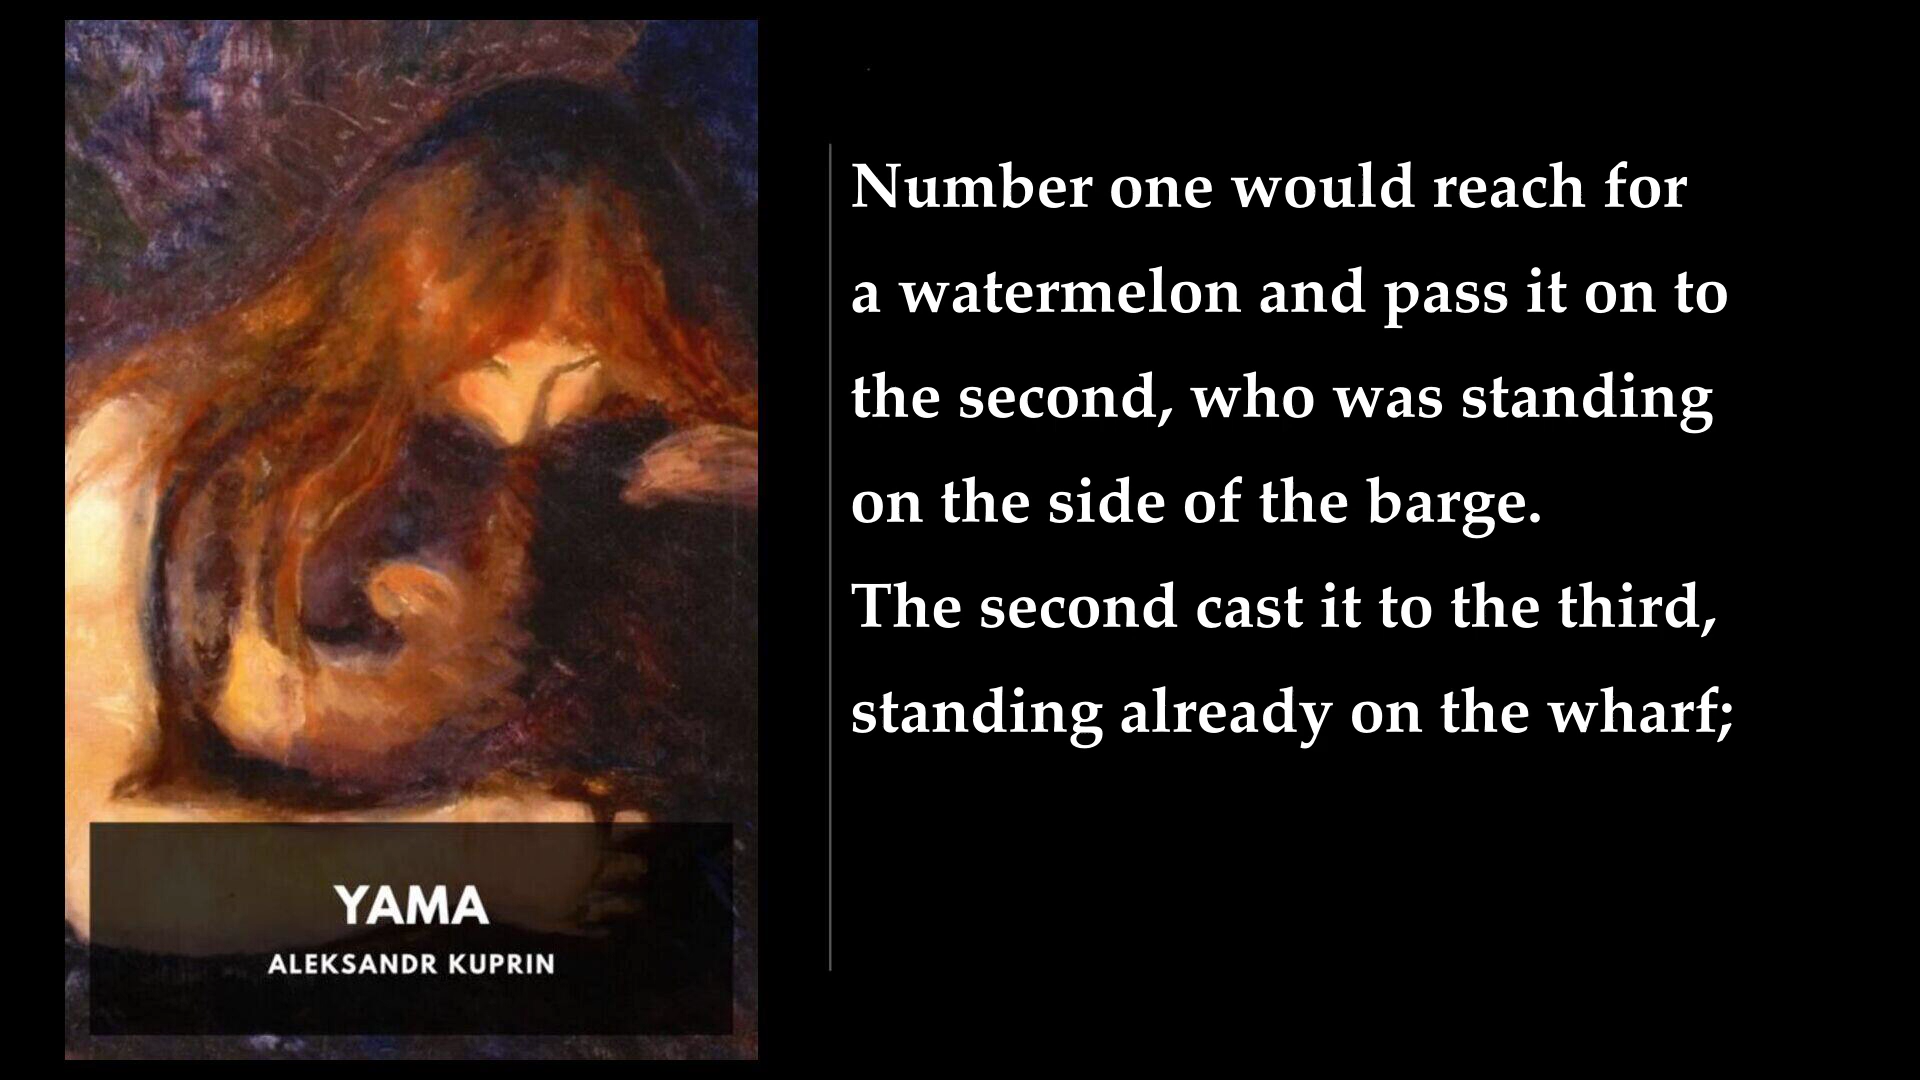 YAMA
ALEKSANDR KUPRIN
Number one would reach for
a watermelon and pass it on to
the second, who was standing
on the side of the barge.
The second cast it to the third,
standing already on the wharf;